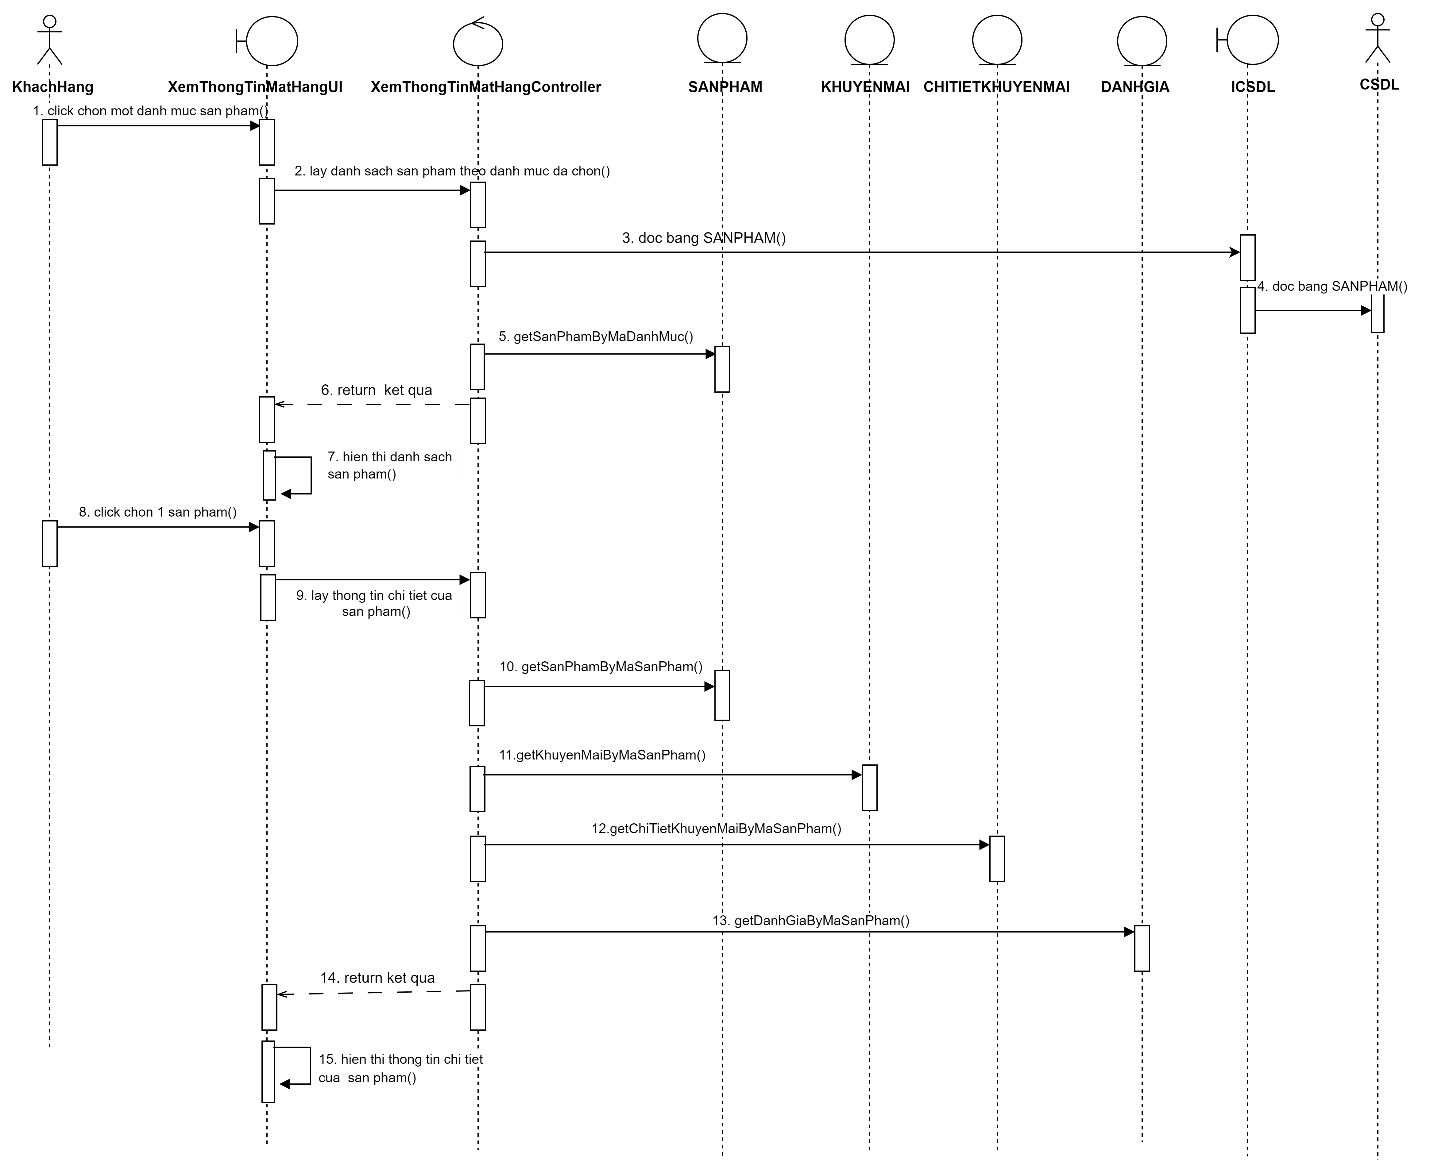 KhachHang
XemThongTinMatHangUI
XemThongTinMatHangController
SANPHAM
KHUYENMAI
CHITIETKHUYENMAI
DANHGIA
ICSDL
CSDL
1. click chon mot danh muc san pham()
2. lay danh sach san pham theo danh muc da chon()
3. doc bang SANPHAM()
4. doc bang SANPHAM()
5. getSanPhamByMaDanhMuc()
6. return ket qua
7. hien thi danh sach
san pham()
8. click chon 1 san pham()
9. lay thong tin chi tiet cua
san pham()
10. getSanPhamByMaSanPham()
11.getKhuyenMaiByMaSanPham()
12.getChiTietKhuyenMaiByMaSanPham()
13. getDanhGiaByMaSanPham()
14. return ket qua
15. hien thi thong tin chi tiet
cua san pham()